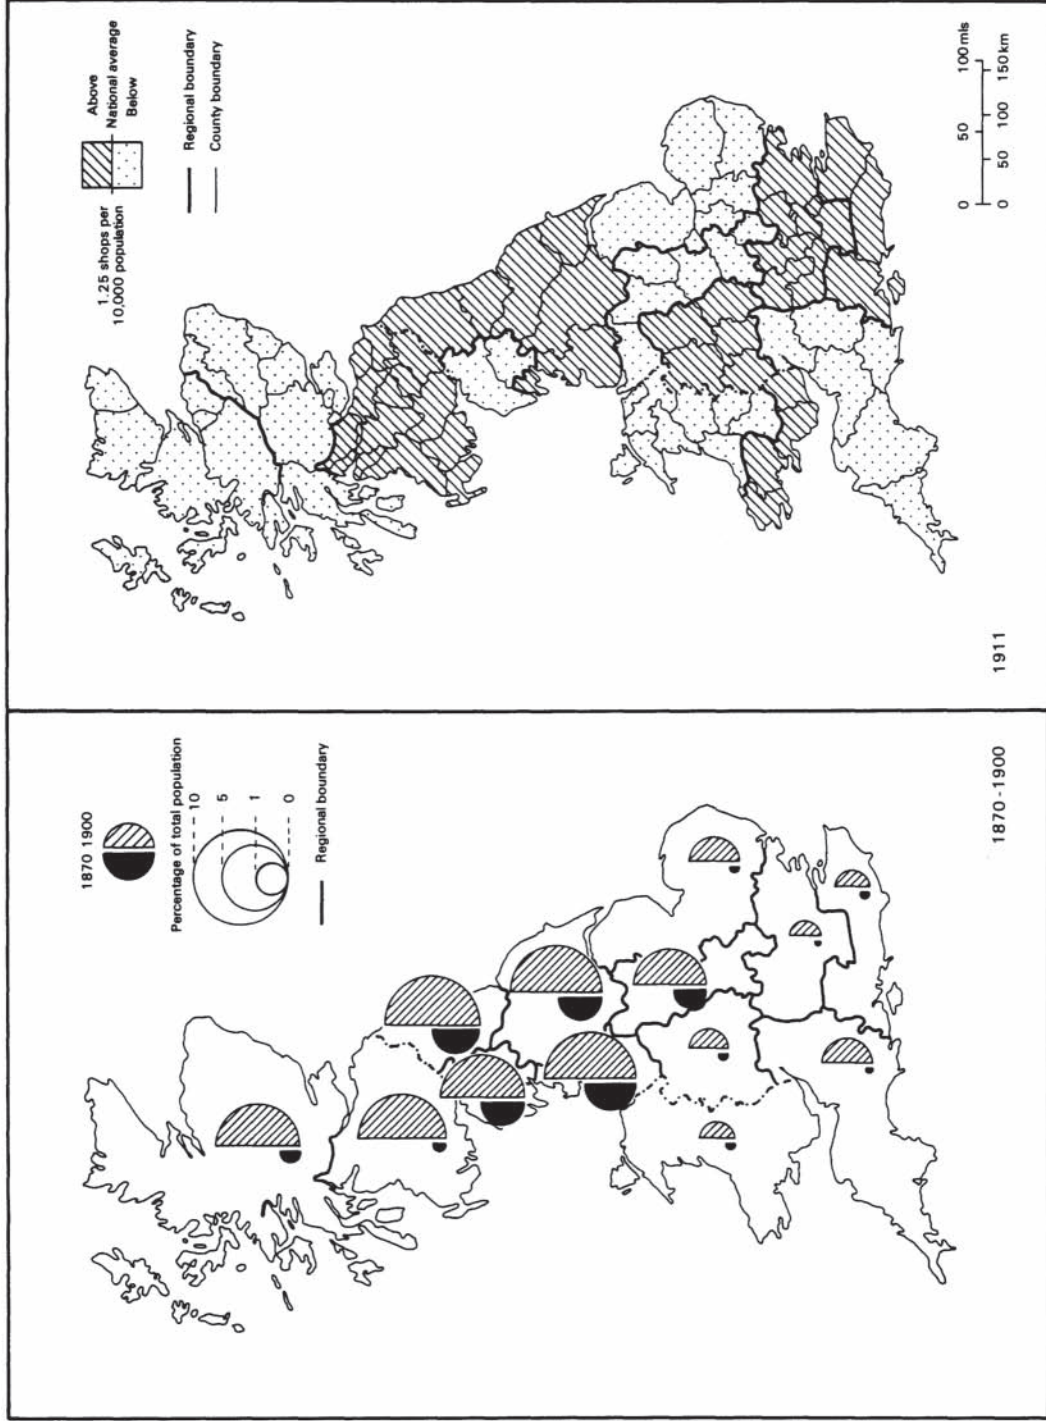 1870 1900
Percentage of total population
10
5
1
0
Regional boundary
1870 - 1900
1.25 shops per
10,000 population
Above
National average
Below
Regional boundary
County boundary
0 50 100 mls
0 50 100 150 km
1911